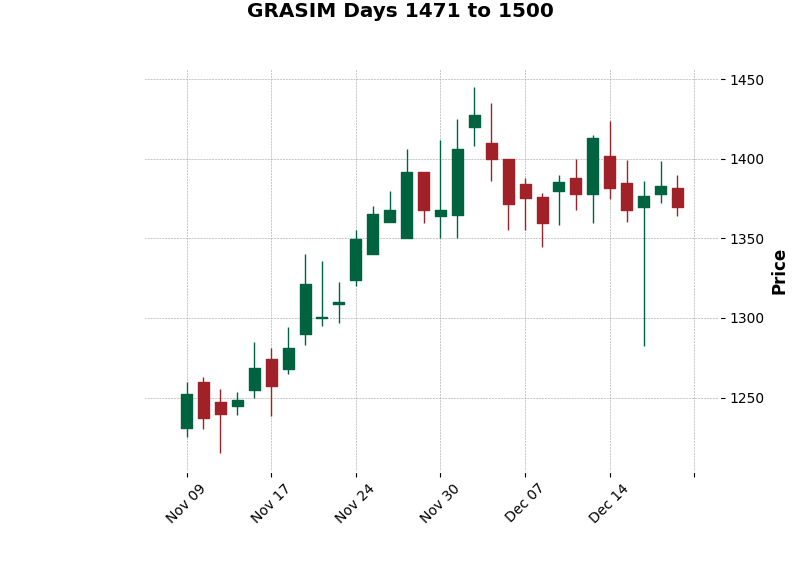 GRASIM Days 1471 to 1500
1450
1400
1350
1300
1250
Price
Nov 09
Nov 17
Nov 24
Nov 30
Dec 07
Dec 14